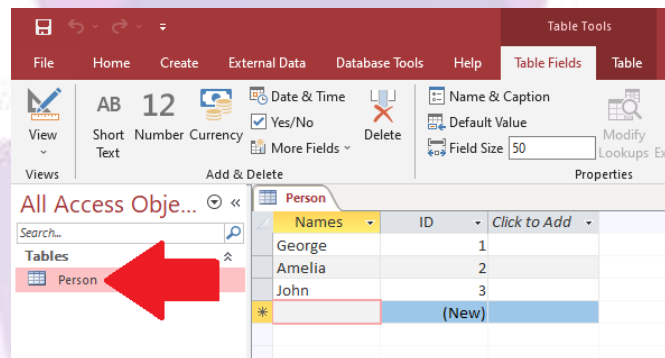 Table Tools
File Home Create External Data Database Tools Help Table Fields Table
AB 12 Date & Time Name & Caption
Yes/No Default Value
View Short Text Number Currency More Fields Delete Field Size 50 Modify Lookups
Views Add & Delete Properties
All Access Obje... «
Search...
Tables
Person
Person
Names ID Click to Add
George 1
Amelia 2
John 3
* (New)